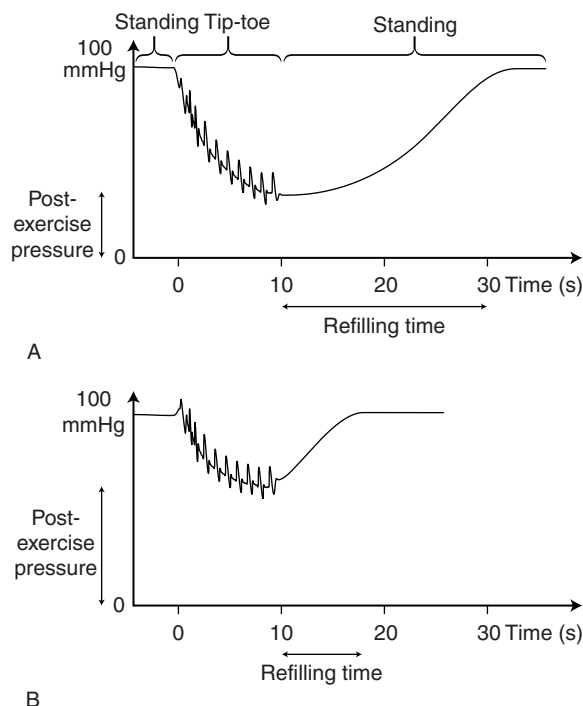 Standing Tip-toe Standing
100
mmHg
Post-
exercise
pressure
0
0 10 20 30 Time (s)
Refilling time
A
100
mmHg
Post-
exercise
pressure
0
0 10 20 30 Time (s)
Refilling time
B